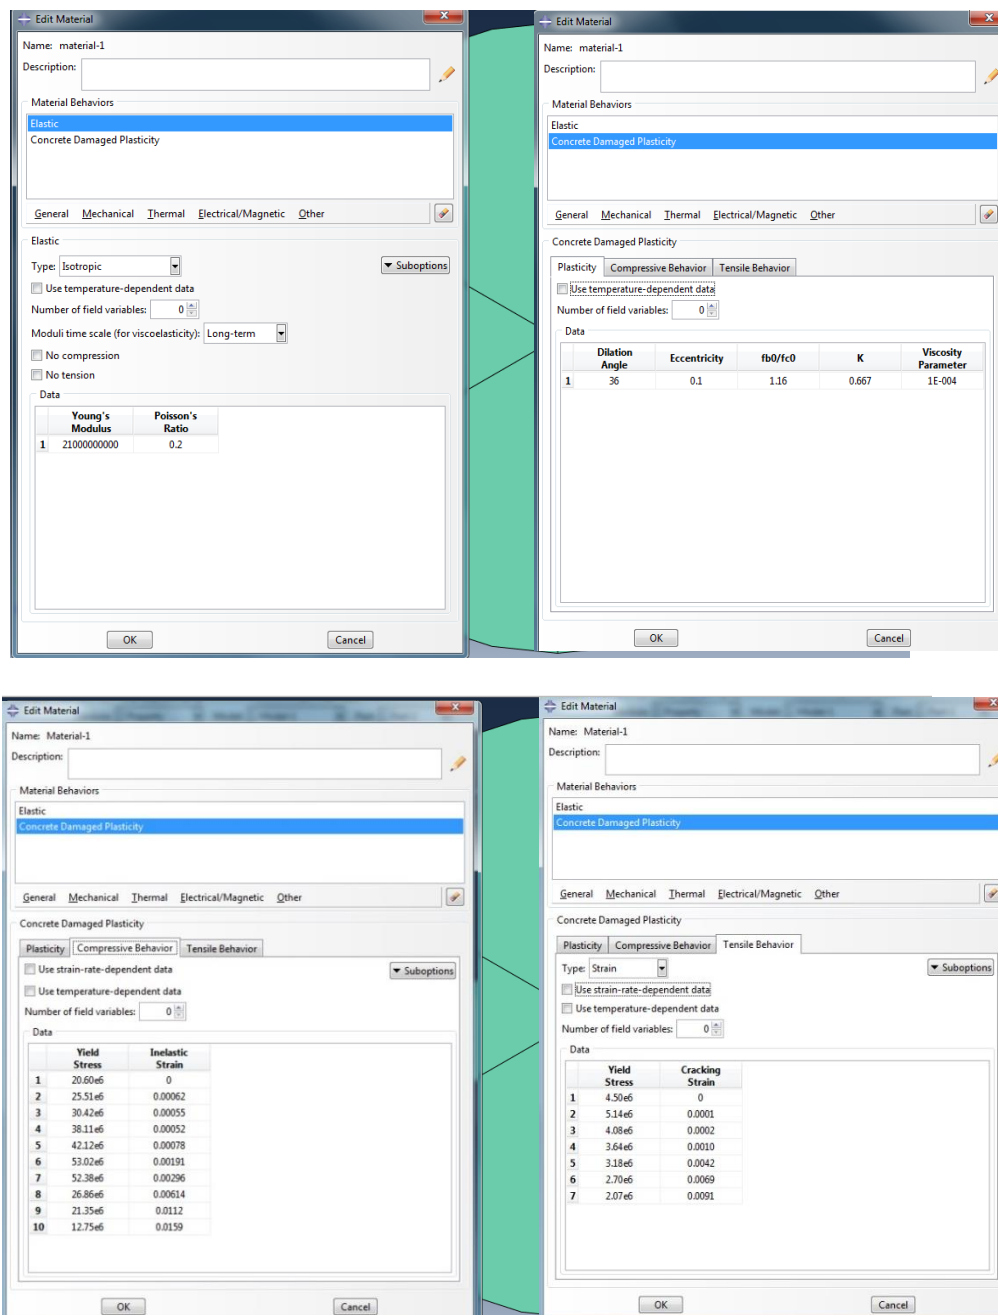 Edit Material
Name: material-1
Description:
Material Behaviors
Elastic
Concrete Damaged Plasticity
General Mechanical Thermal Electrical/Magnetic Other
Elastic
Type: Isotropic
Suboptions
Use temperature-dependent data
Number of field variables: 0
Moduli time scale (for viscoelasticity): Long-term
No compression
No tension
Data
Young's Modulus Poisson's Ratio
1 21000000000 0.2
OK Cancel
Edit Material
Name: material-1
Description:
Material Behaviors
Elastic
Concrete Damaged Plasticity
General Mechanical Thermal Electrical/Magnetic Other
Concrete Damaged Plasticity
Plasticity Compressive Behavior Tensile Behavior
Use temperature-dependent data
Number of field variables: 0
Data
Dilation Angle Eccentricity fb0/fc0 K Viscosity Parameter
1 36 0.1 1.16 0.667 1E-004
OK Cancel
Edit Material
Name: Material-1
Description:
Material Behaviors
Elastic
Concrete Damaged Plasticity
General Mechanical Thermal Electrical/Magnetic Other
Concrete Damaged Plasticity
Plasticity Compressive Behavior Tensile Behavior
Use strain-rate-dependent data
Suboptions
Use temperature-dependent data
Number of field variables: 0
Data
Yield Stress Inelastic Strain
1 20.60e6 0
2 25.51e6 0.00062
3 30.42e6 0.00055
4 38.11e6 0.00052
5 42.12e6 0.00078
6 53.02e6 0.00191
7 52.38e6 0.00296
8 26.86e6 0.00614
9 21.35e6 0.0112
10 12.75e6 0.0159
OK Cancel
Edit Material
Name: Material-1
Description:
Material Behaviors
Elastic
Concrete Damaged Plasticity
General Mechanical Thermal Electrical/Magnetic Other
Concrete Damaged Plasticity
Plasticity Compressive Behavior Tensile Behavior
Type: Strain
Suboptions
Use strain-rate-dependent data
Use temperature-dependent data
Number of field variables: 0
Data
Yield Stress Cracking Strain
1 4.50e6 0
2 5.14e6 0.0001
3 4.08e6 0.0002
4 3.64e6 0.0010
5 3.18e6 0.0042
6 2.70e6 0.0069
7 2.07e6 0.0091
OK Cancel